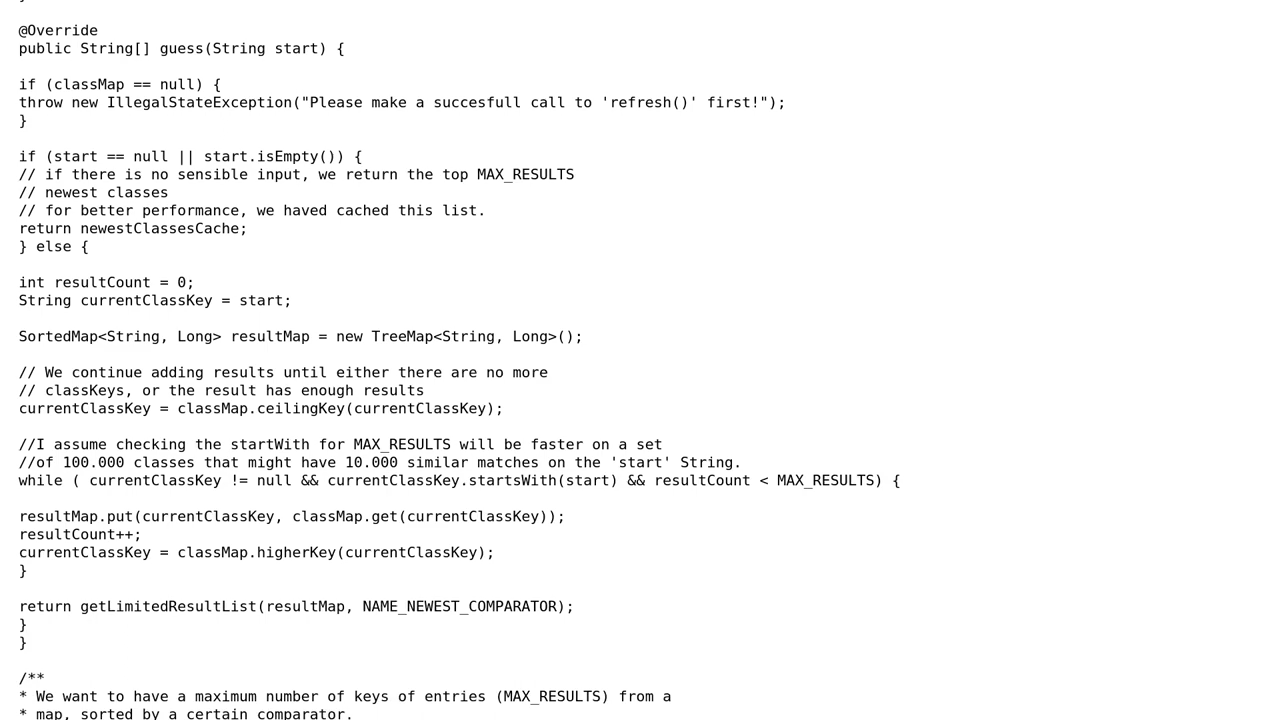 }
@Override
public String[] guess(String start) {
if (classMap == null) {
throw new IllegalStateException("Please make a succesfull call to 'refresh()' first!");
}
if (start == null || start.isEmpty()) {
// if there is no sensible input, we return the top MAX_RESULTS
// newest classes
// for better performance, we haved cached this list.
return newestClassesCache;
} else {
int resultCount = 0;
String currentClassKey = start;
SortedMap<String, Long> resultMap = new TreeMap<String, Long>();
// We continue adding results until either there are no more
// classKeys, or the result has enough results
currentClassKey = classMap.ceilingKey(currentClassKey);
//I assume checking the startWith for MAX_RESULTS will be faster on a set
//of 100.000 classes that might have 10.000 similar matches on the 'start' String.
while ( currentClassKey != null && currentClassKey.startsWith(start) && resultCount < MAX_RESULTS) {
resultMap.put(currentClassKey, classMap.get(currentClassKey));
resultCount++;
currentClassKey = classMap.higherKey(currentClassKey);
}
return getLimitedResultList(resultMap, NAME_NEWEST_COMPARATOR);
}
}
/**
* We want to have a maximum number of keys of entries (MAX_RESULTS) from a
* map, sorted by a certain comparator.